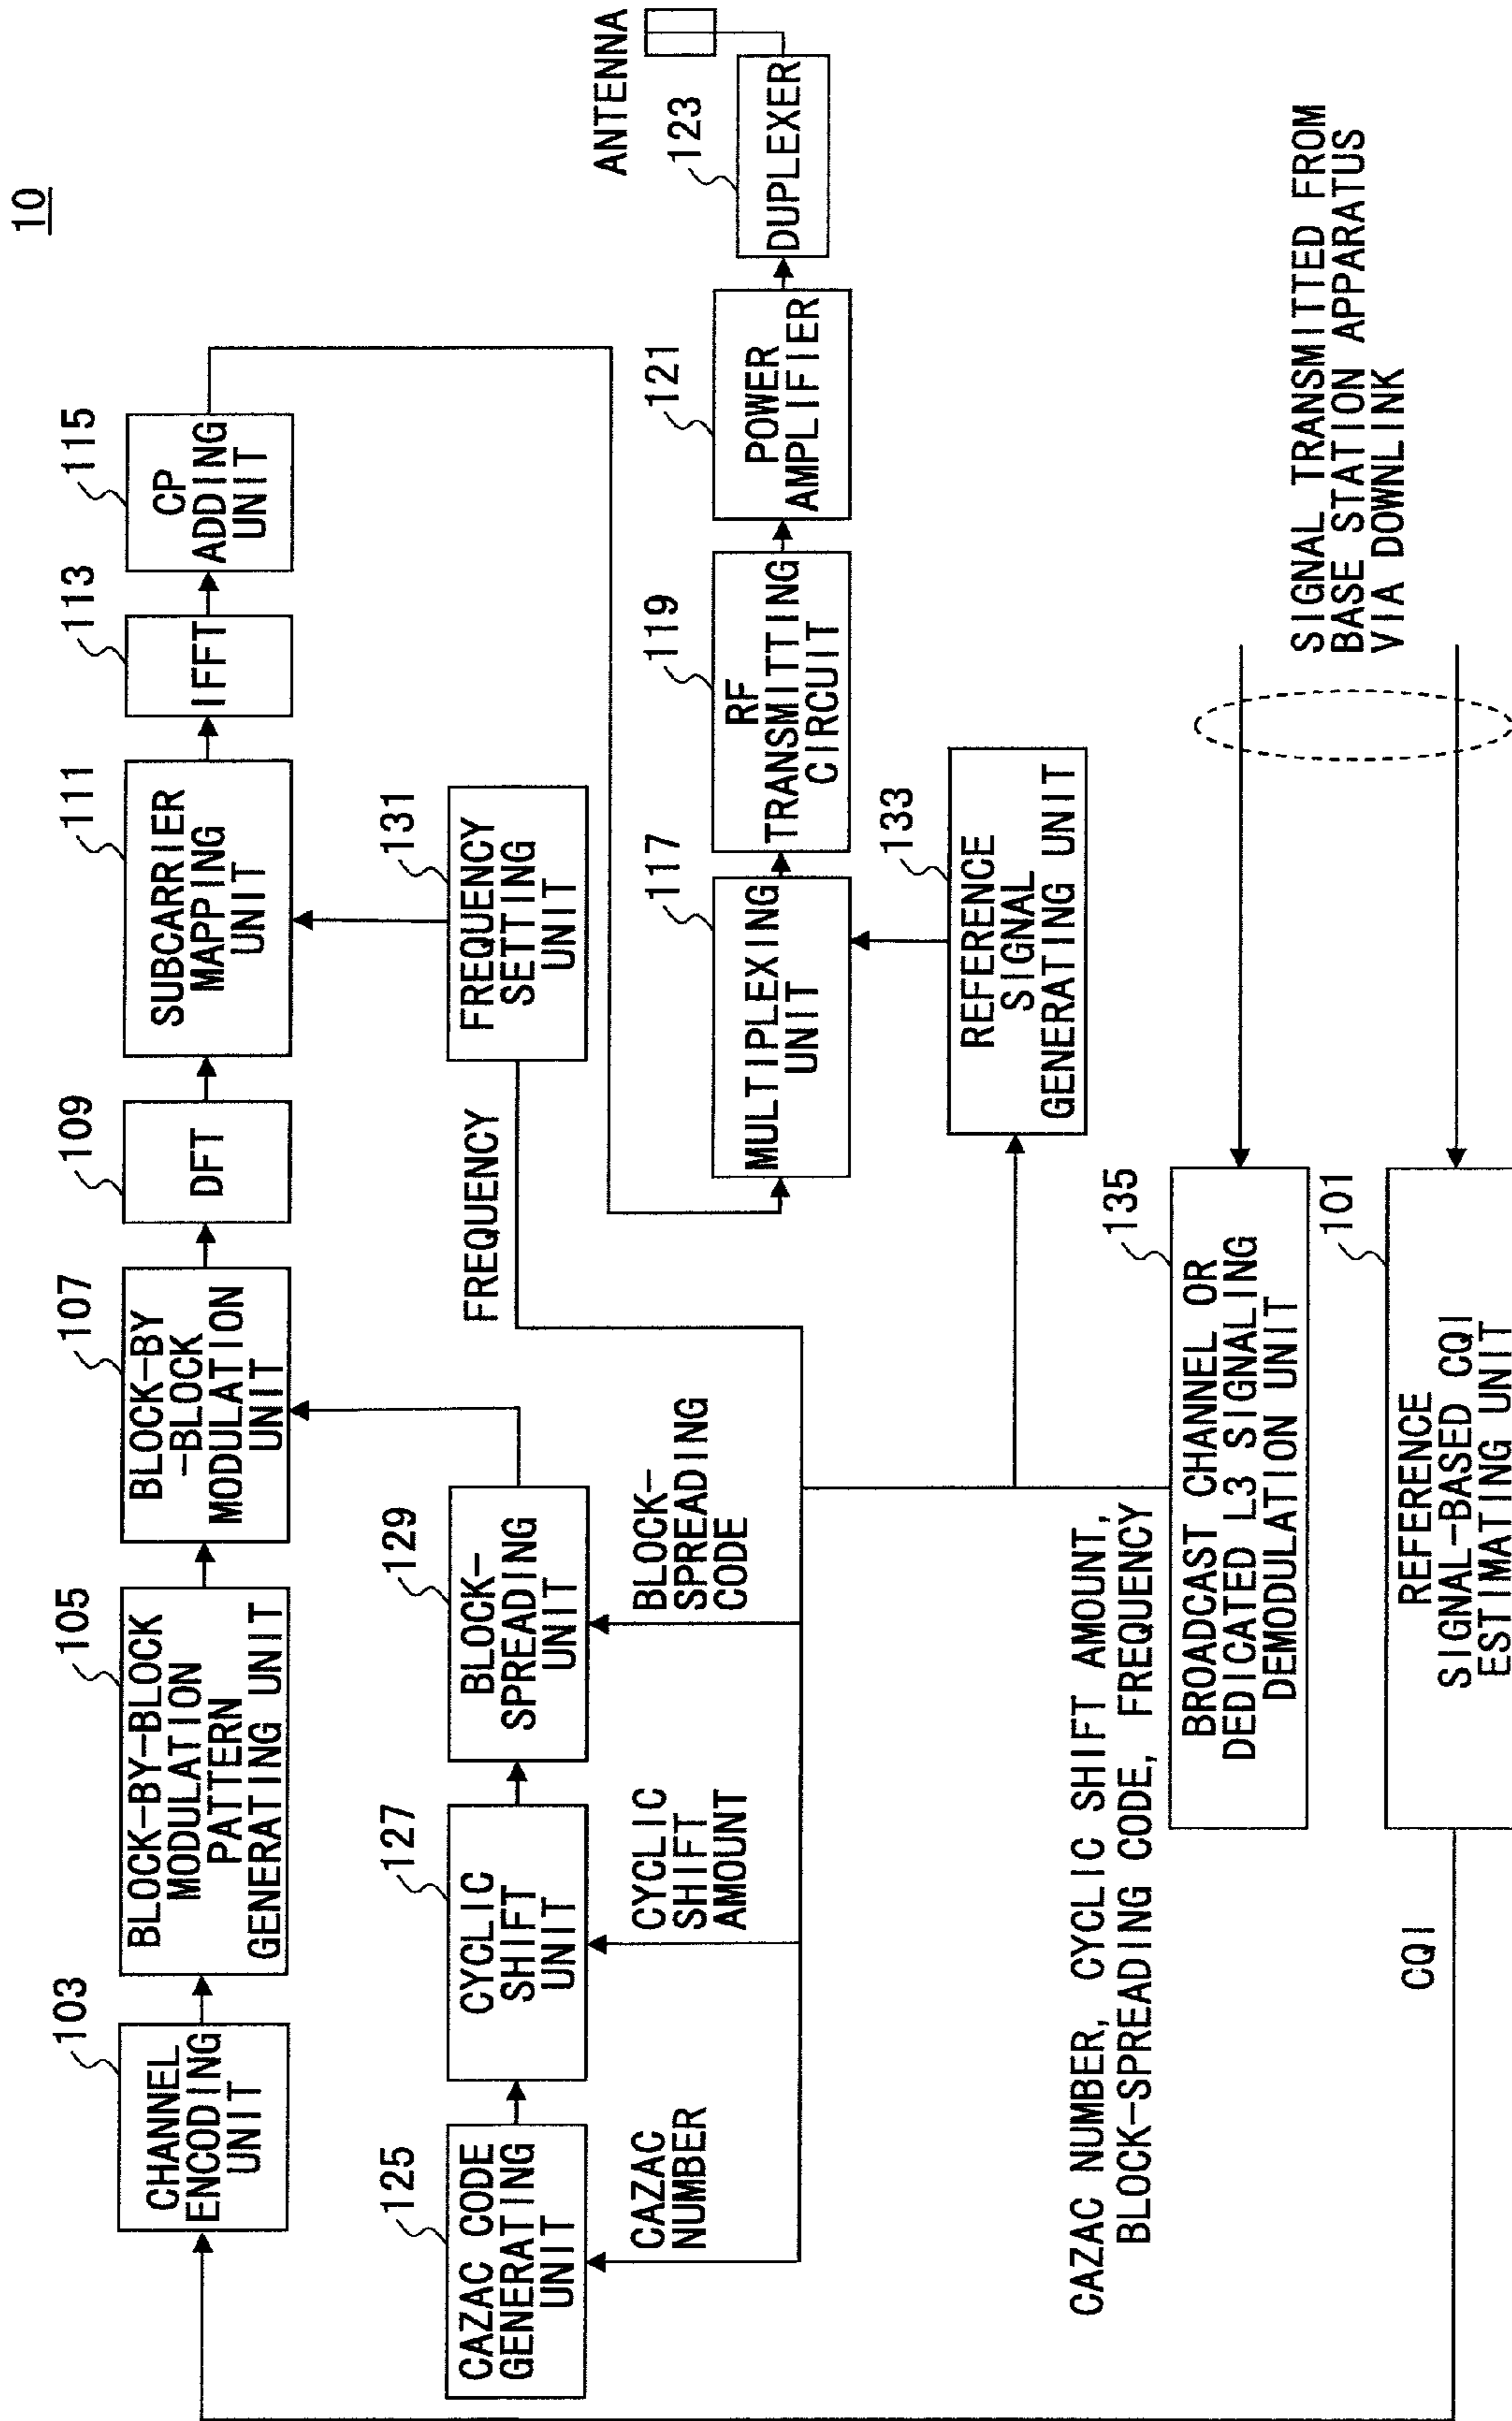 10
103
CHANNEL
ENCODING
UNIT
105
BLOCK-BY-BLOCK
MODULATION
PATTERN
GENERATING UNIT
107
BLOCK-BY
-BLOCK
MODULATION
UNIT
109
DFT
111
SUBCARRIER
MAPPING
UNIT
113
IFFT
115
CP
ADDING
UNIT
125
CAZAC CODE
GENERATING
UNIT
127
CYCLIC
SHIFT
UNIT
129
BLOCK-
SPREADING
UNIT
FREQUENCY
131
FREQUENCY
SETTING
UNIT
CAZAC
NUMBER
CYCLIC
SHIFT
AMOUNT
BLOCK-
SPREADING
CODE
117
MULTIPLEXING
UNIT
119
RF
TRANSMITTING
CIRCUIT
121
POWER
AMPLIFIER
123
DUPLEXER
ANTENNA
133
REFERENCE
SIGNAL
GENERATING UNIT
CAZAC NUMBER, CYCLIC SHIFT AMOUNT,
BLOCK-SPREADING CODE, FREQUENCY
135
BROADCAST CHANNEL OR
DEDICATED L3 SIGNALING
DEMODULATION UNIT
SIGNAL TRANSMITTED FROM
BASE STATION APPARATUS
VIA DOWNLINK
CQI
101
REFERENCE
SIGNAL-BASED CQI
ESTIMATING UNIT